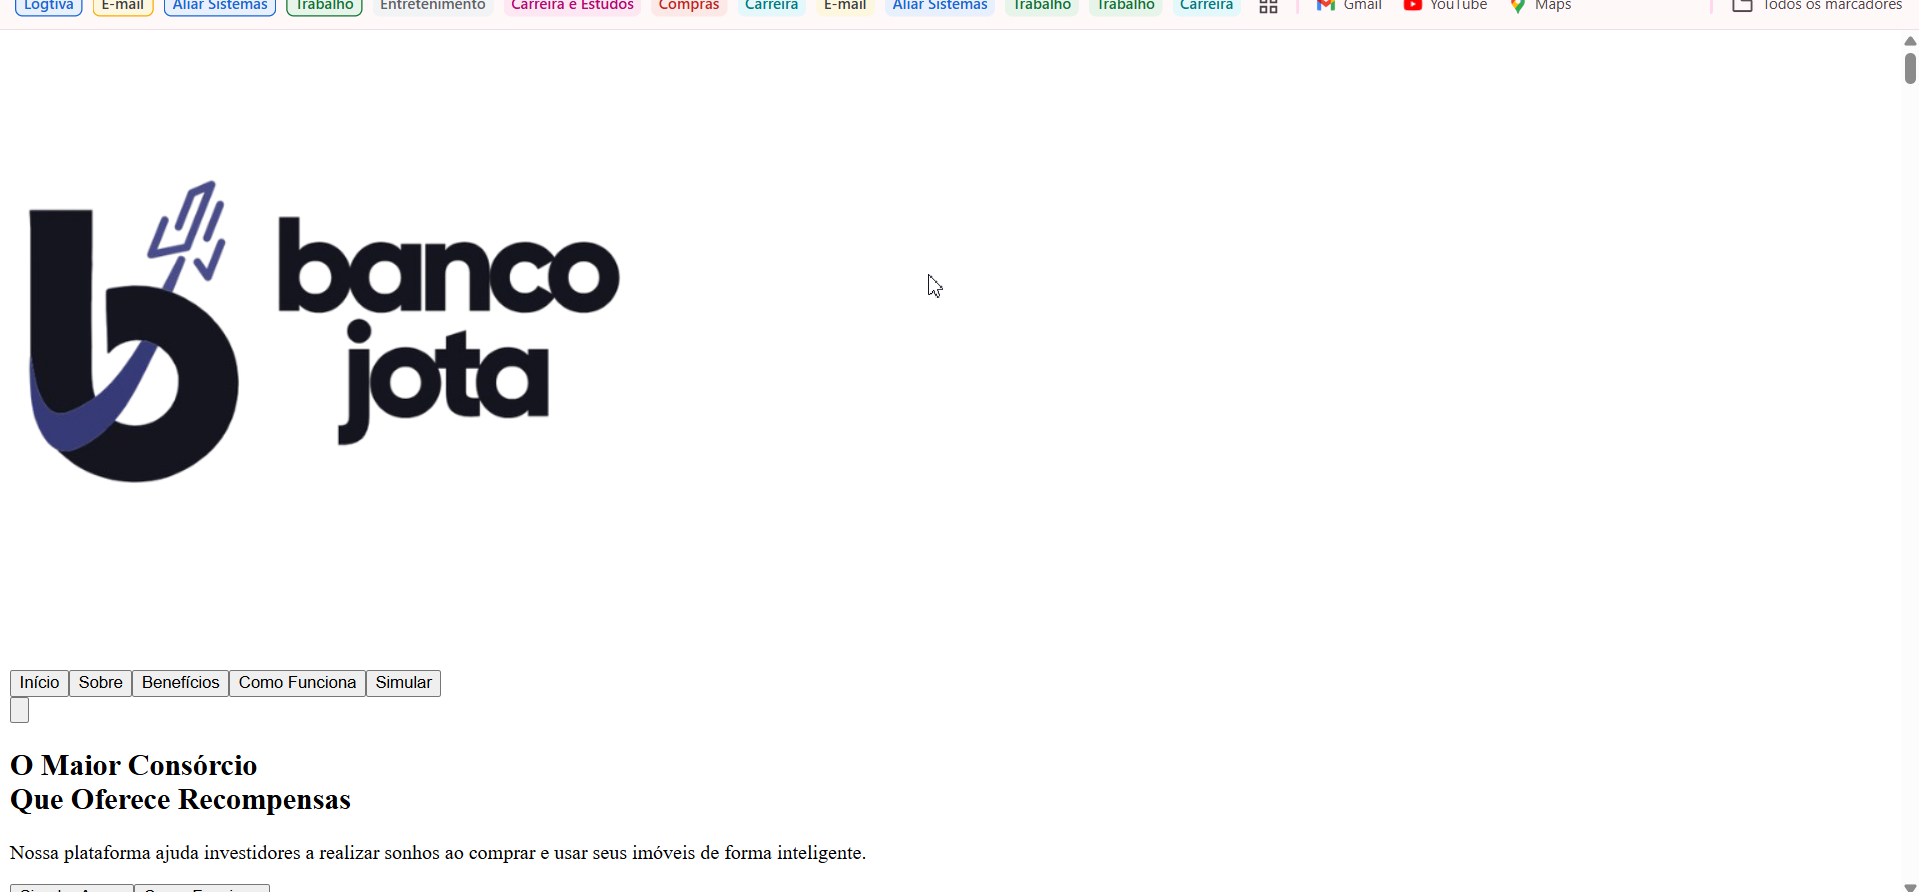 Logtiva E-mail Aliar Sistemas Trabalho Entretenimento Carreira e Estudos Compras Carreira E-mail Aliar Sistemas Trabalho Trabalho Carreira Gmail YouTube Maps Todos os marcadores
banco
jota
Início Sobre Benefícios Como Funciona Simular
O Maior Consórcio
Que Oferece Recompensas
Nossa plataforma ajuda investidores a realizar sonhos ao comprar e usar seus imóveis de forma inteligente.